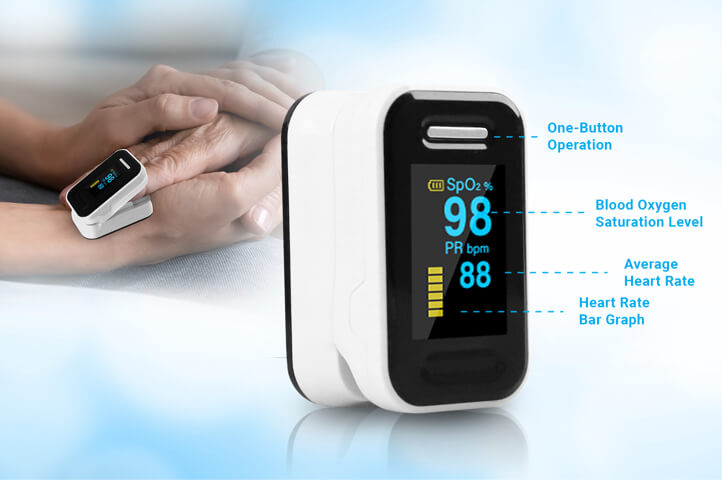 One-Button
Operation
SpO₂ %
98
Blood Oxygen
Saturation Level
PR bpm
88
Average
Heart Rate
Heart Rate
Bar Graph